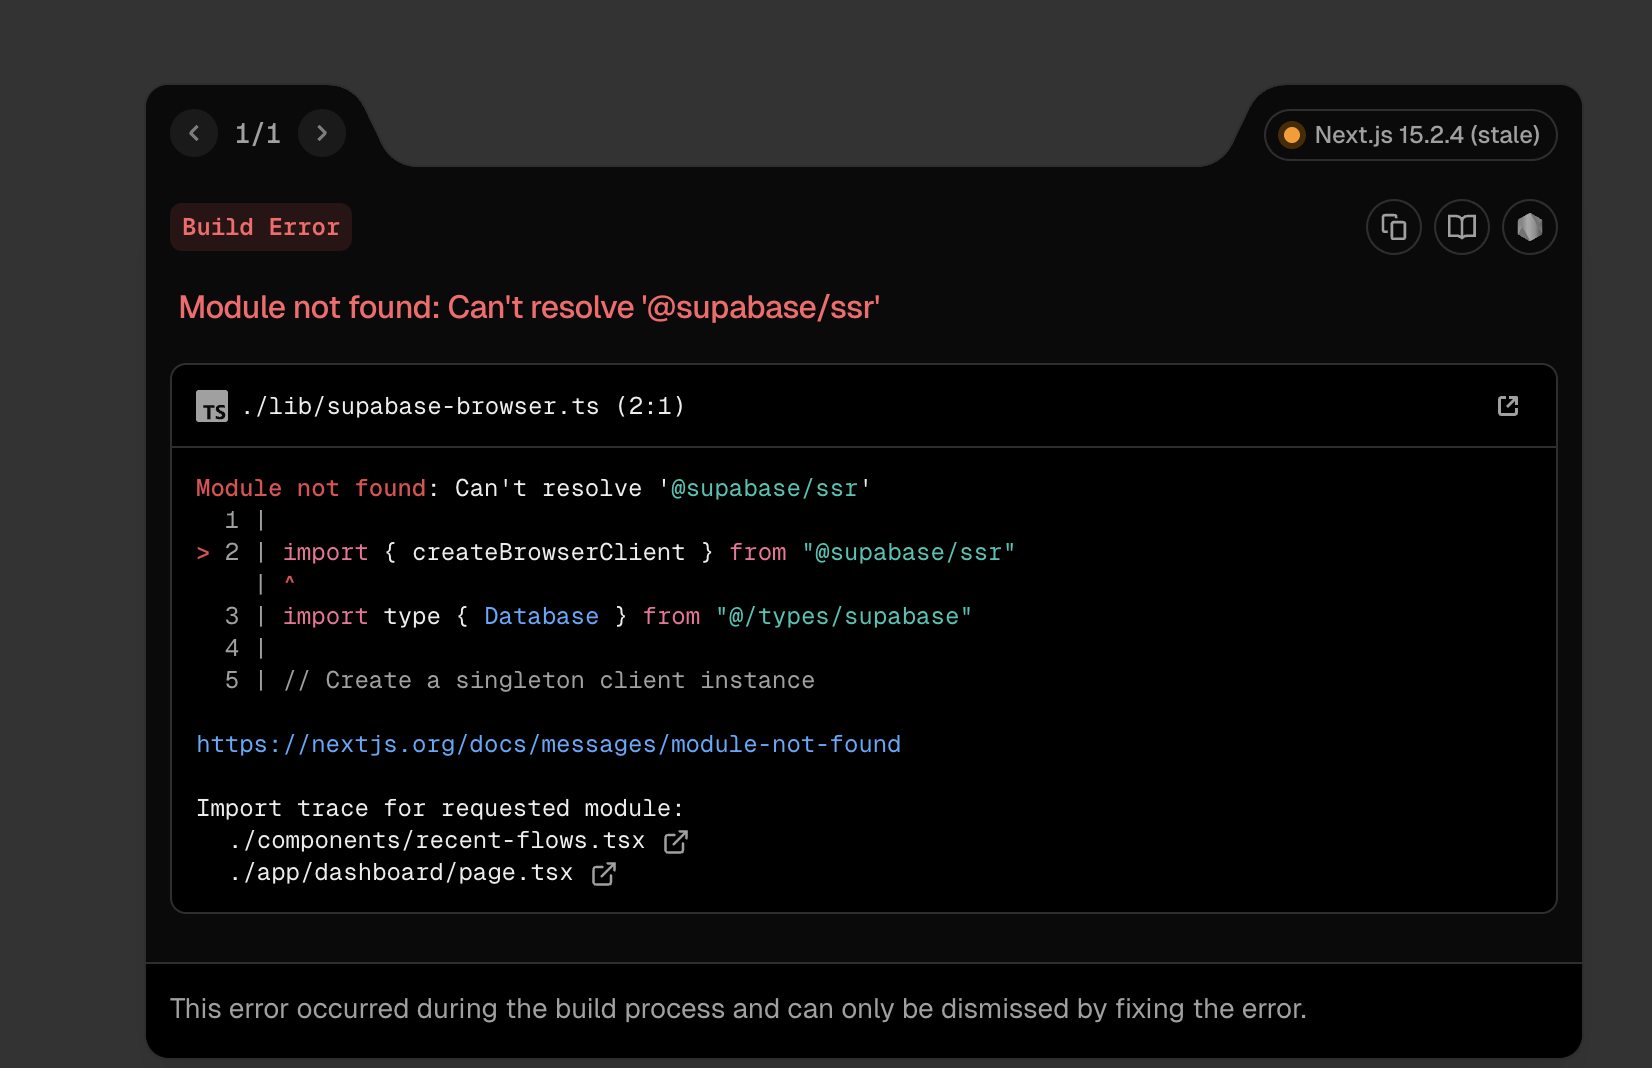 1/1
Next.js 15.2.4 (stale)
Build Error
Module not found: Can't resolve '@supabase/ssr'
TS ./lib/supabase-browser.ts (2:1)
Module not found: Can't resolve '@supabase/ssr'
1 |
> 2 | import { createBrowserClient } from "@supabase/ssr"
| ^
3 | import type { Database } from "@/types/supabase"
4 |
5 | // Create a singleton client instance
https://nextjs.org/docs/messages/module-not-found
Import trace for requested module:
./components/recent-flows.tsx
./app/dashboard/page.tsx
This error occurred during the build process and can only be dismissed by fixing the error.